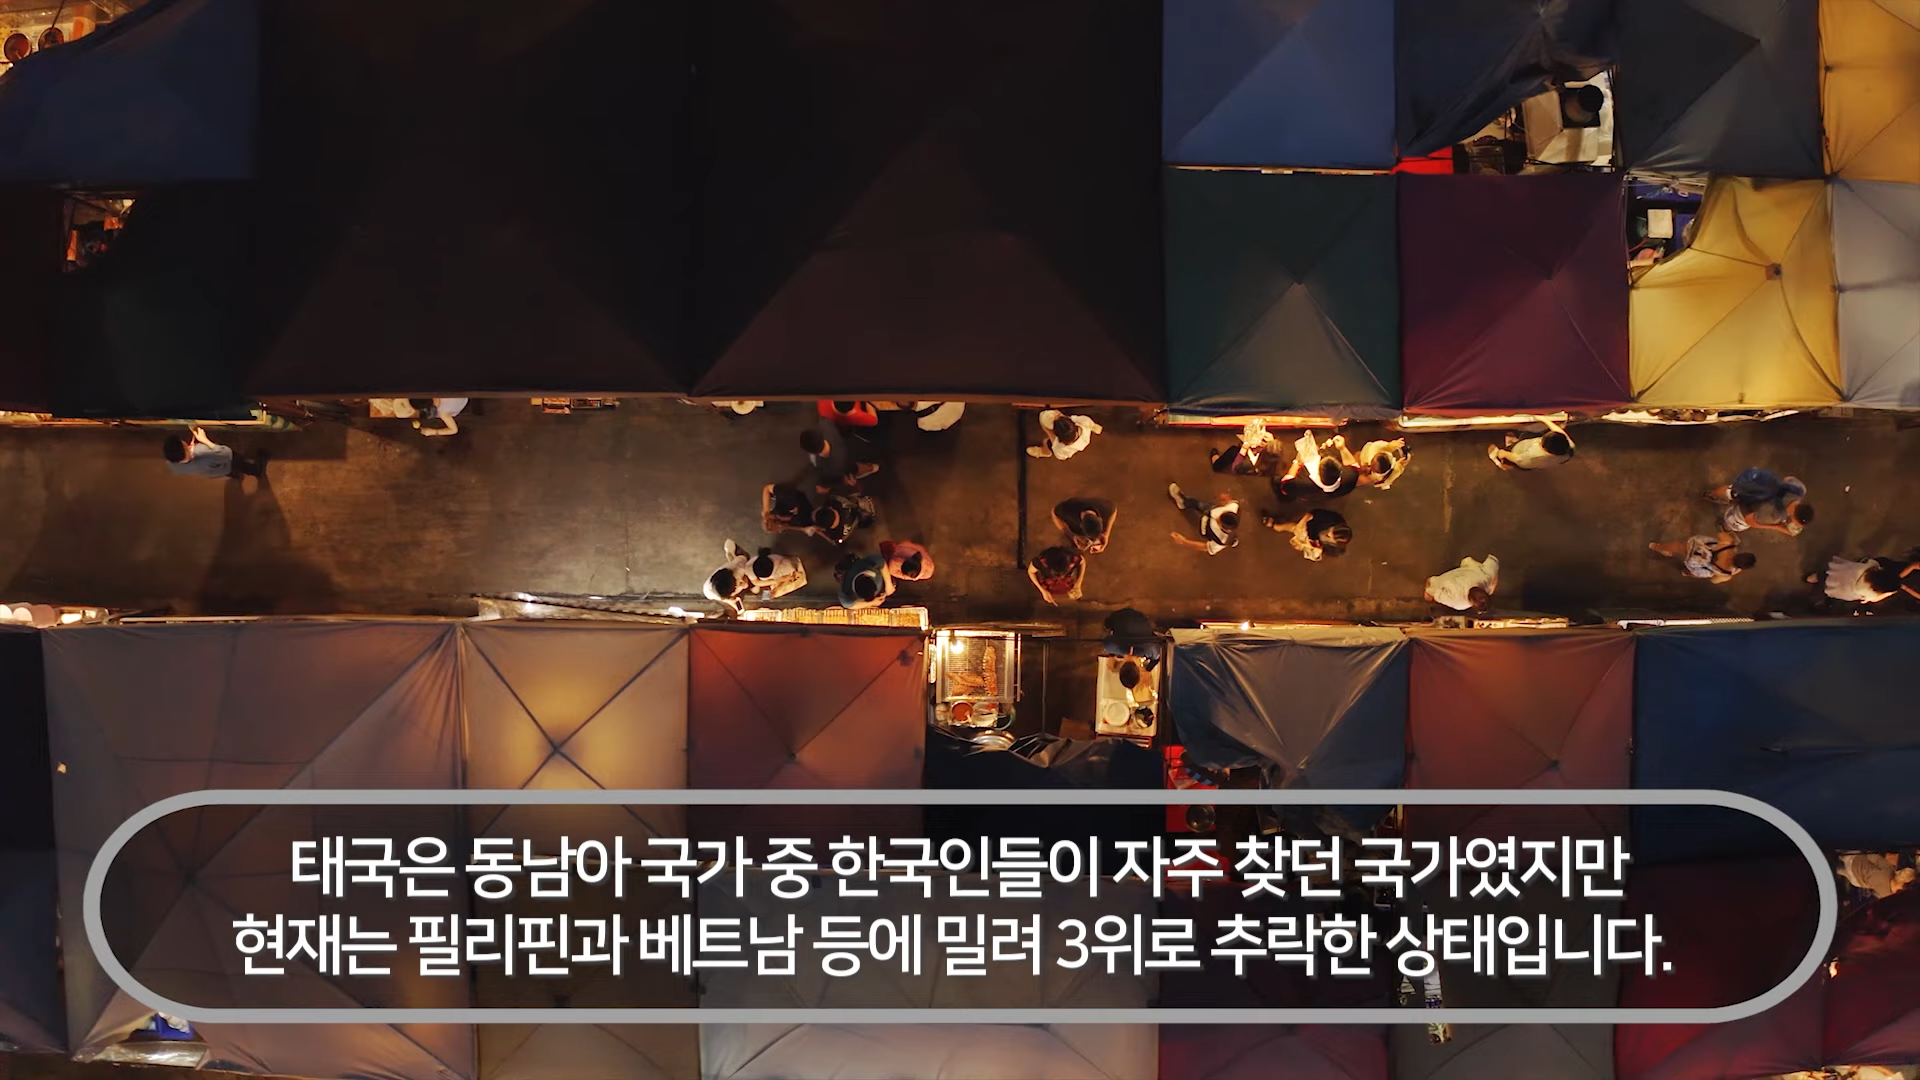 태국은 동남아 국가 중 한국인들이 자주 찾던 국가였지만
현재는 필리핀과 베트남 등에 밀려 3위로 추락한 상태입니다.